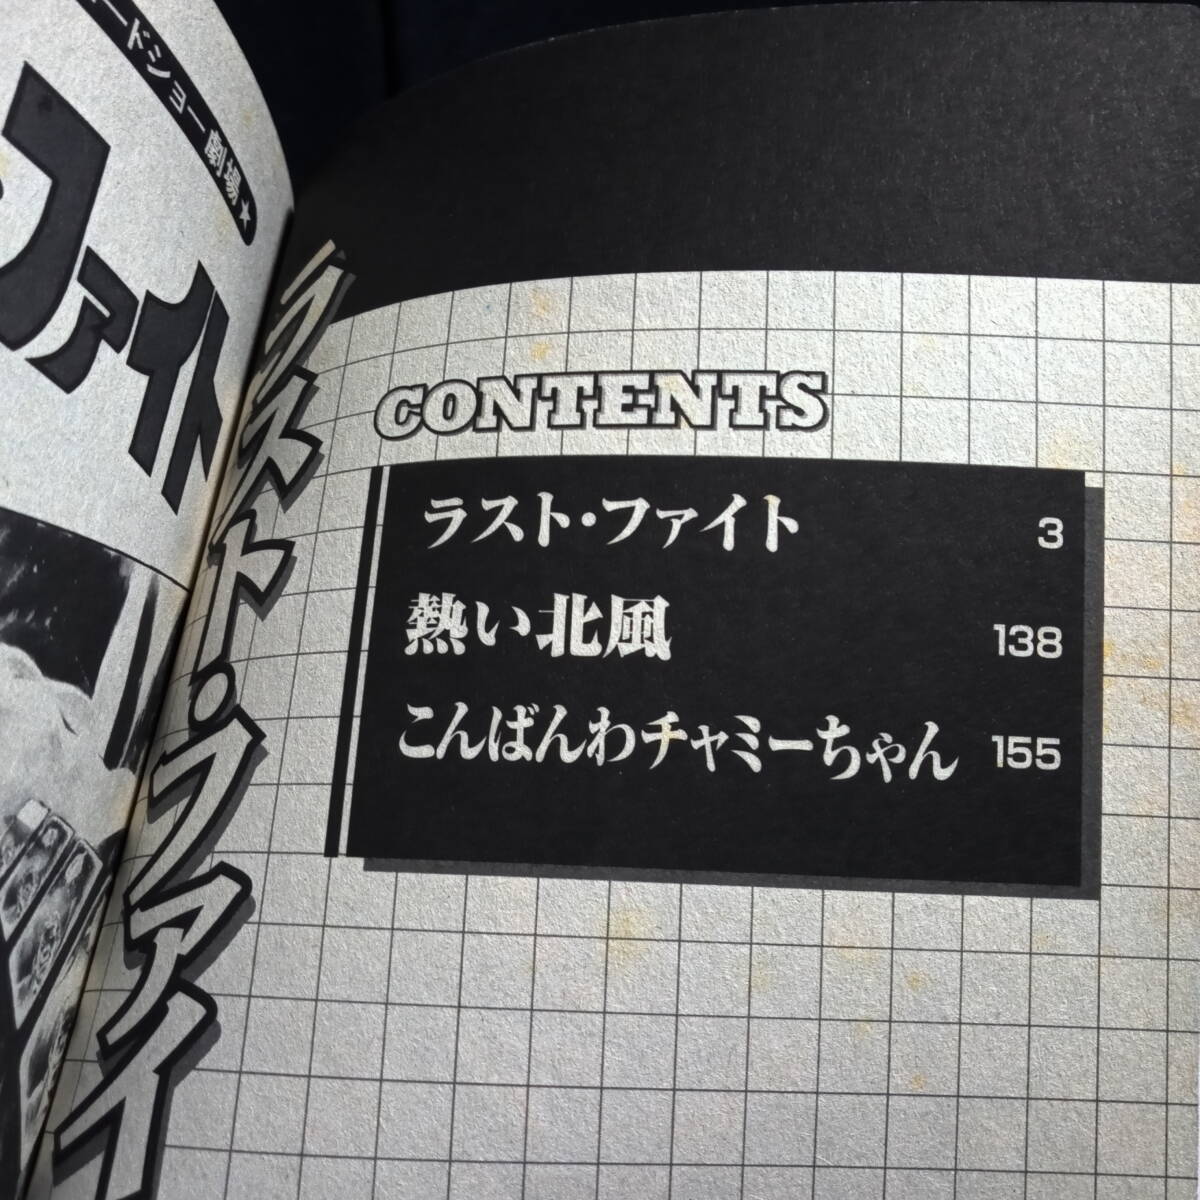 ードショー劇場★
ファイト
ラスト・ファイ
CONTENTS
ラスト・ファイト 3
熱い北風 138
こんばんわチャミーちゃん 155